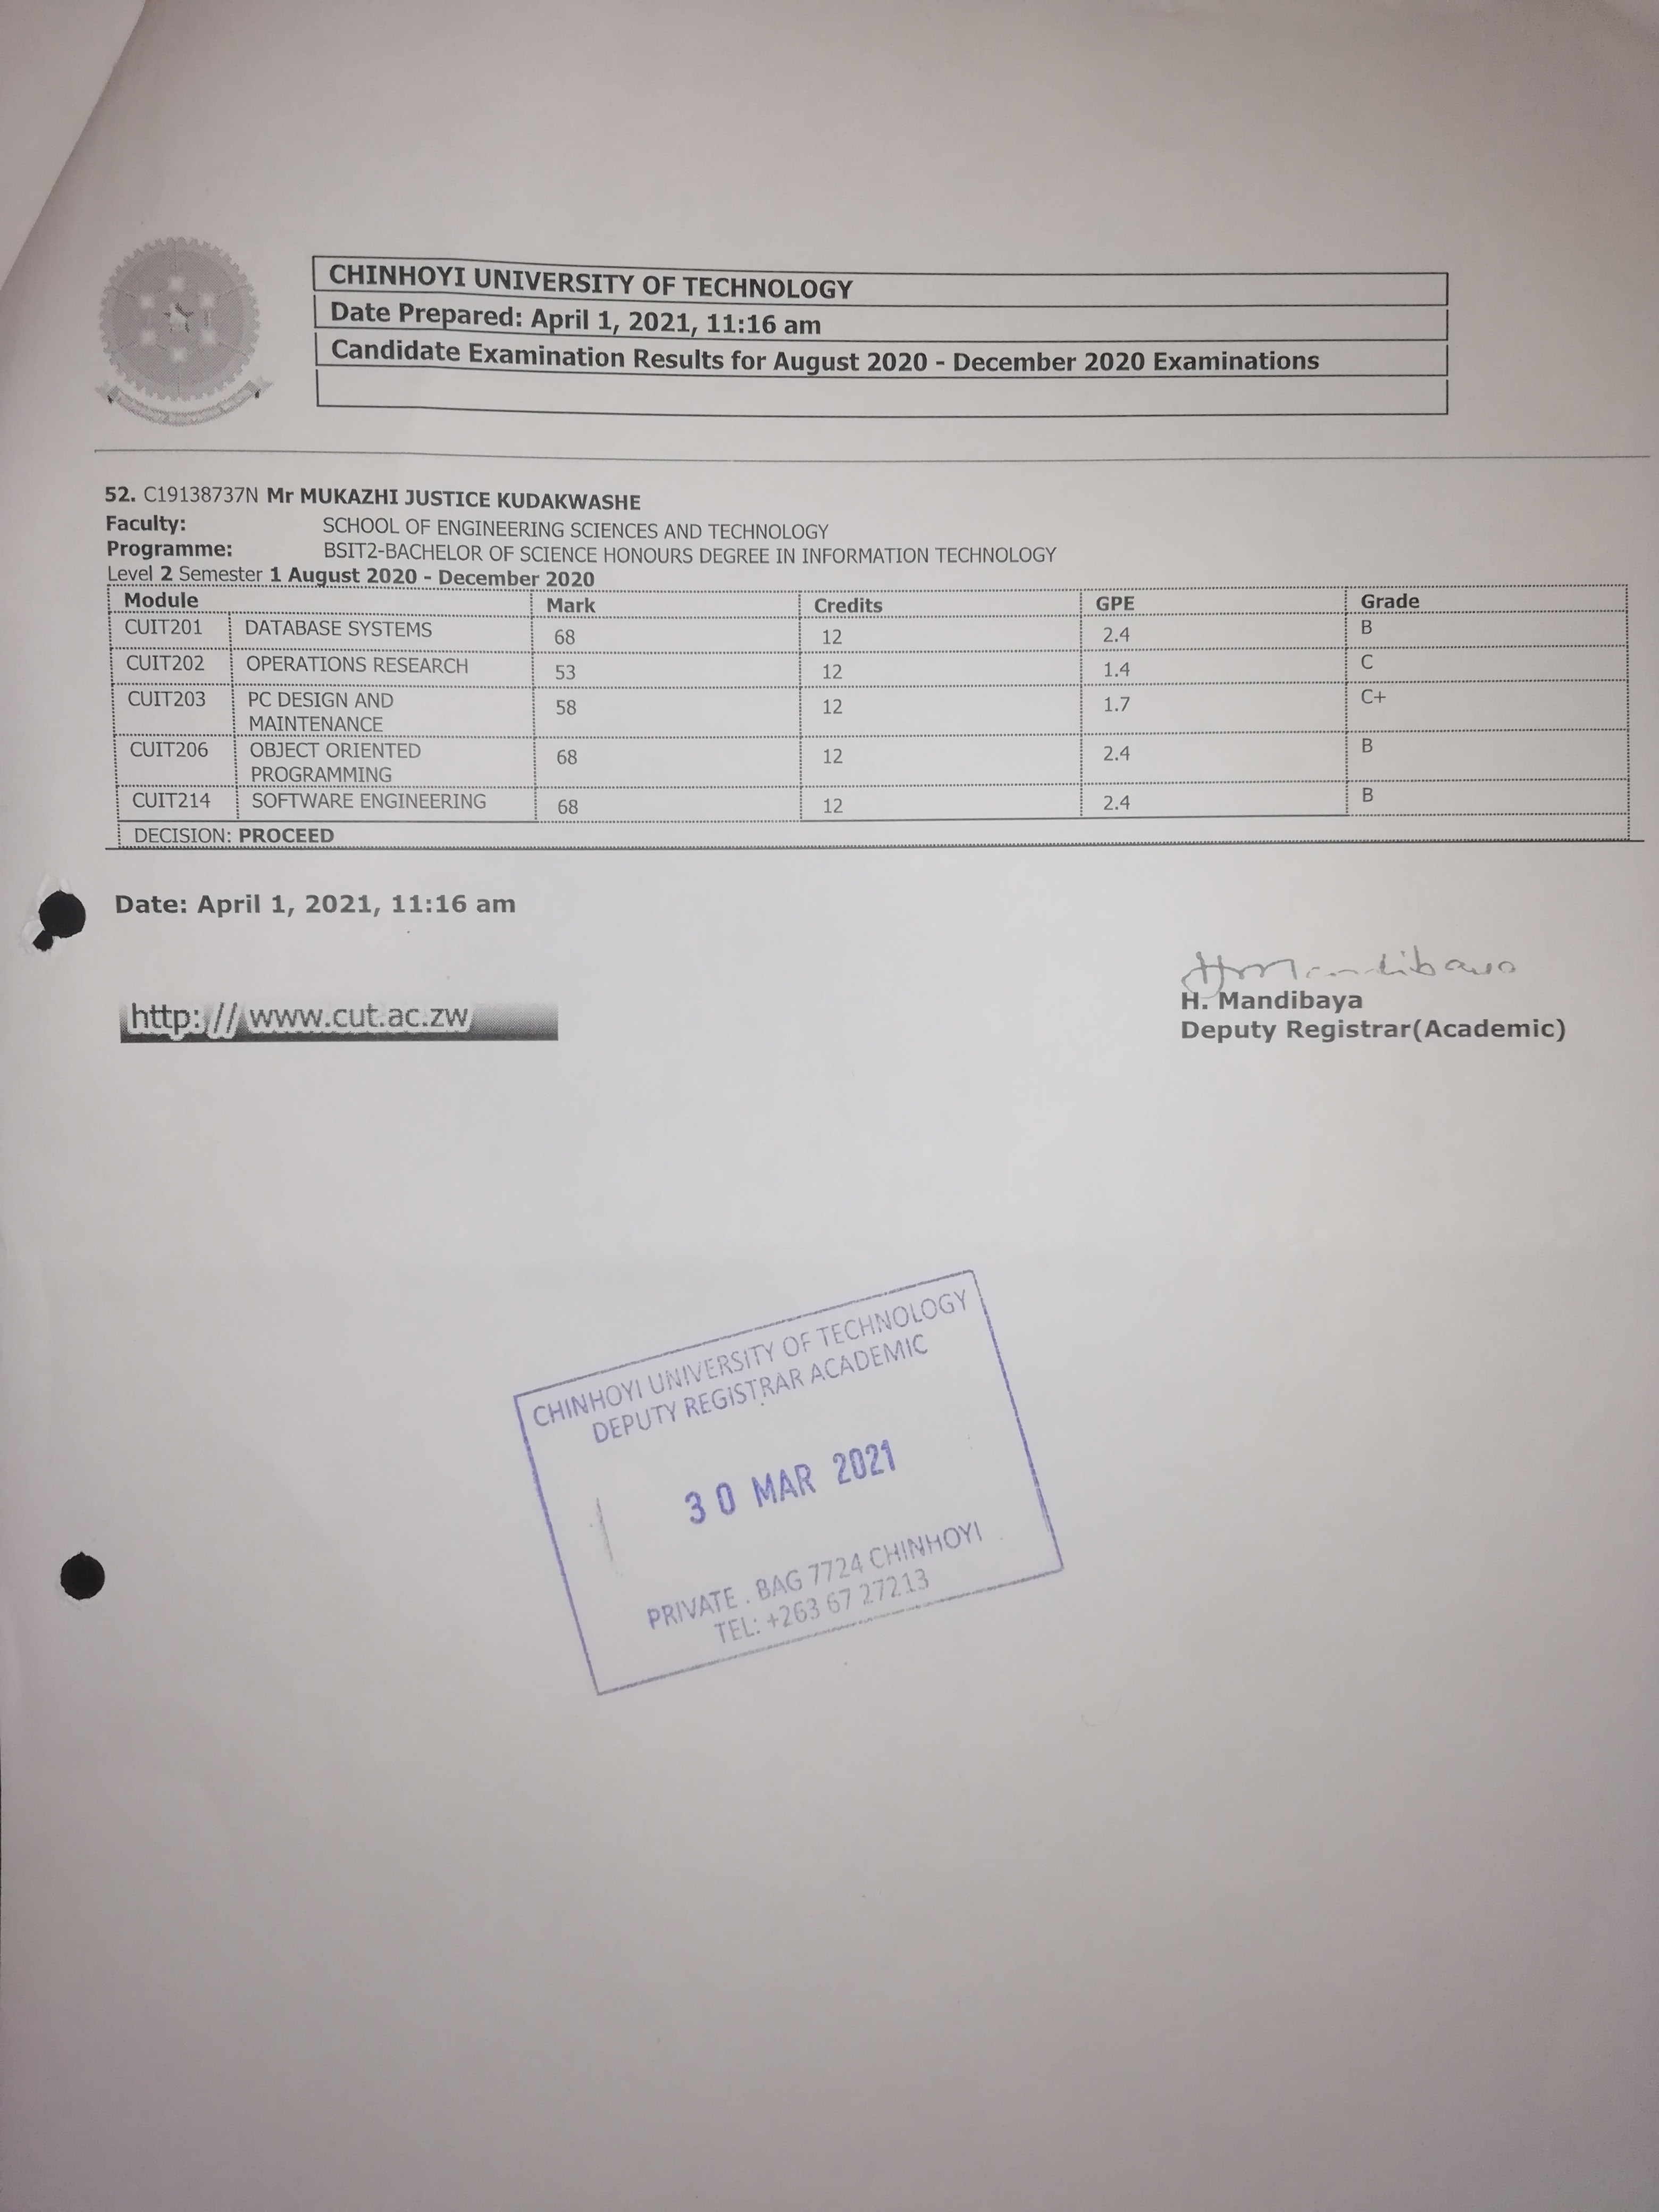 CHINHOYI UNIVERSITY OF TECHNOLOGY
Date Prepared: April 1, 2021, 11:16 am
Candidate Examination Results for August 2020 - December 2020 Examinations
52. C19138737N Mr MUKAZHI JUSTICE KUDAKWASHE
Faculty: SCHOOL OF ENGINEERING SCIENCES AND TECHNOLOGY
Programme: BSIT2-BACHELOR OF SCIENCE HONOURS DEGREE IN INFORMATION TECHNOLOGY
Level 2 Semester 1 August 2020 - December 2020
Module Mark Credits GPE Grade
CUIT201 DATABASE SYSTEMS 68 12 2.4 B
CUIT202 OPERATIONS RESEARCH 53 12 1.4 C
CUIT203 PC DESIGN AND 58 12 1.7 C+
MAINTENANCE
CUIT206 OBJECT ORIENTED 68 12 2.4 B
PROGRAMMING
CUIT214 SOFTWARE ENGINEERING 68 12 2.4 B
DECISION: PROCEED
Date: April 1, 2021, 11:16 am
HMandibaya
http://www.cut.ac.zw
H. Mandibaya
Deputy Registrar(Academic)
CHINHOYI UNIVERSITY OF TECHNOLOGY
DEPUTY REGISTRAR ACADEMIC
30 MAR 2021
PRIVATE . BAG 7724 CHINHOYI
TEL: +263 67 27213